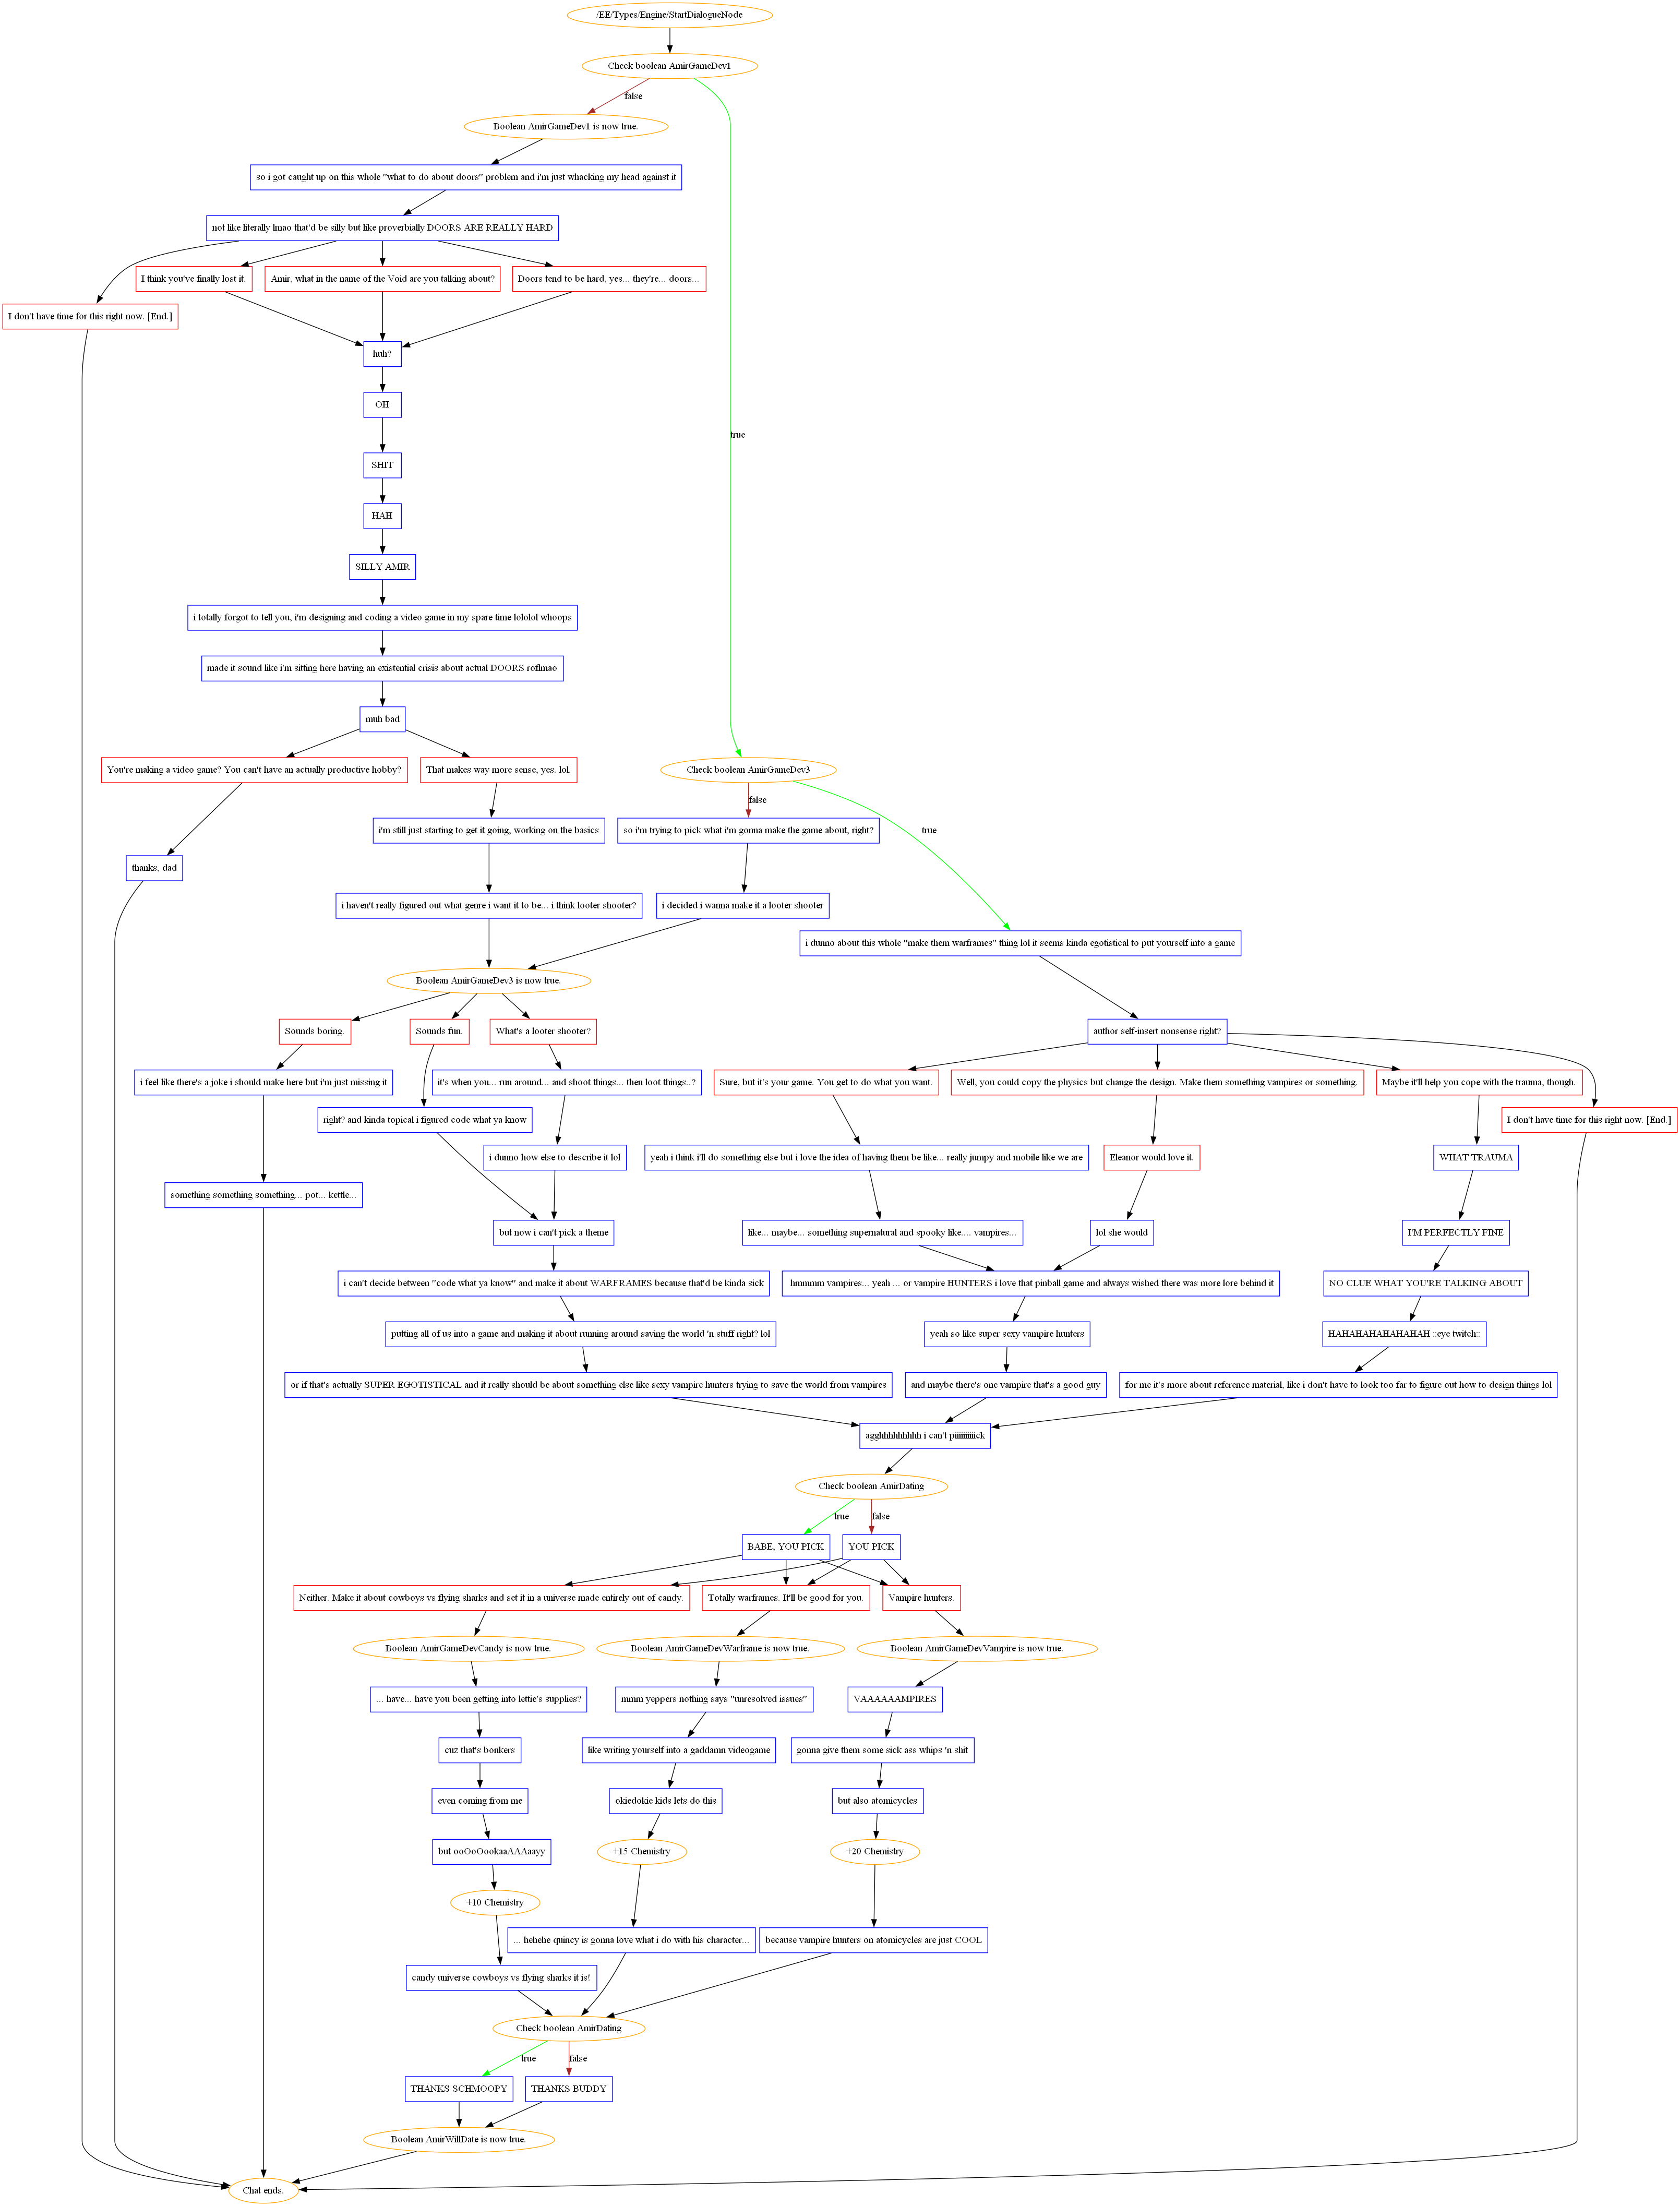 /EE/Types/Engine/StartDialogueNode
Check boolean AmirGameDev1
false
Boolean AmirGameDev1 is now true.
so i got caught up on this whole "what to do about doors" problem and i'm just whacking my head against it
not like literally lmao that'd be silly but like proverbially DOORS ARE REALLY HARD
I think you've finally lost it.
Amir, what in the name of the Void are you talking about?
Doors tend to be hard, yes... they're... doors...
I don't have time for this right now. [End.]
huh?
OH
true
SHIT
HAH
SILLY AMIR
i totally forgot to tell you, i'm designing and coding a video game in my spare time lololol whoops
made it sound like i'm sitting here having an existential crisis about actual DOORS roflmao
muh bad
You're making a video game? You can't have an actually productive hobby?
That makes way more sense, yes. lol.
Check boolean AmirGameDev3
false
true
i'm still just starting to get it going, working on the basics
so i'm trying to pick what i'm gonna make the game about, right?
thanks, dad
i haven't really figured out what genre i want it to be... i think looter shooter?
i decided i wanna make it a looter shooter
i dunno about this whole "make them warframes" thing lol it seems kinda egotistical to put yourself into a game
Boolean AmirGameDev3 is now true.
Sounds boring.
Sounds fun.
What's a looter shooter?
author self-insert nonsense right?
i feel like there's a joke i should make here but i'm just missing it
it's when you... run around... and shoot things... then loot things..?
Sure, but it's your game. You get to do what you want.
Well, you could copy the physics but change the design. Make them something vampires or something.
Maybe it'll help you cope with the trauma, though.
right? and kinda topical i figured code what ya know
I don't have time for this right now. [End.]
i dunno how else to describe it lol
yeah i think i'll do something else but i love the idea of having them be like... really jumpy and mobile like we are
Eleanor would love it.
WHAT TRAUMA
something something something... pot... kettle...
but now i can't pick a theme
like... maybe... something supernatural and spooky like.... vampires...
lol she would
I'M PERFECTLY FINE
i can't decide between "code what ya know" and make it about WARFRAMES because that'd be kinda sick
hmmmm vampires... yeah ... or vampire HUNTERS i love that pinball game and always wished there was more lore behind it
NO CLUE WHAT YOU'RE TALKING ABOUT
putting all of us into a game and making it about running around saving the world 'n stuff right? lol
yeah so like super sexy vampire hunters
HAHAHAHAHAHAHAH ::eye twitch::
or if that's actually SUPER EGOTISTICAL and it really should be about something else like sexy vampire hunters trying to save the world from vampires
and maybe there's one vampire that's a good guy
for me it's more about reference material, like i don't have to look too far to figure out how to design things lol
agghhhhhhhhh i can't piiiiiiiiiick
Check boolean AmirDating
true
false
BABE, YOU PICK
YOU PICK
Neither. Make it about cowboys vs flying sharks and set it in a universe made entirely out of candy.
Totally warframes. It'll be good for you.
Vampire hunters.
Boolean AmirGameDevCandy is now true.
Boolean AmirGameDevWarframe is now true.
Boolean AmirGameDevVampire is now true.
... have... have you been getting into lettie's supplies?
mmm yeppers nothing says "unresolved issues"
VAAAAAAMPIRES
cuz that's bonkers
like writing yourself into a gaddamn videogame
gonna give them some sick ass whips 'n shit
even coming from me
okiedokie kids lets do this
but also atomicycles
but ooOoOookaaAAAaayy
+15 Chemistry
+20 Chemistry
+10 Chemistry
... hehehe quincy is gonna love what i do with his character...
because vampire hunters on atomicycles are just COOL
candy universe cowboys vs flying sharks it is!
Check boolean AmirDating
true
false
THANKS SCHMOOPY
THANKS BUDDY
Boolean AmirWillDate is now true.
Chat ends.